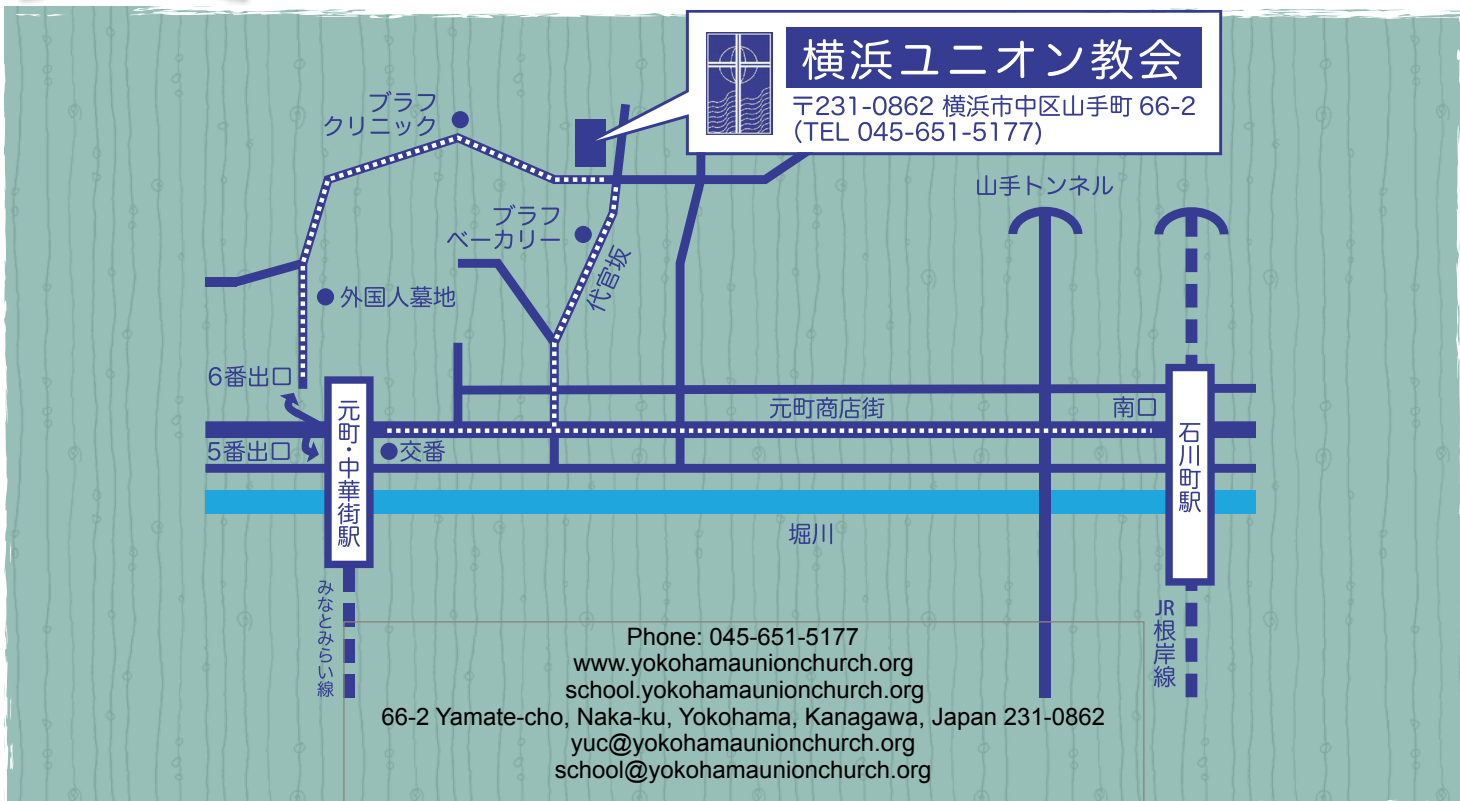 横浜ユニオン教会
〒231-0862 横浜市中区山手町 66-2
（TEL 045-651-5177)
ブラフ
クリニック
山手トンネル
ブラフ
ベーカリー
代官坂
外国人墓地
6番出口
元町商店街
南口
5番出口
交番
元町・中華街駅
石川町駅
堀川
みなとみらい線
JR根岸線
Phone: 045-651-5177
www.yokohamaunionchurch.org
school.yokohamaunionchurch.org
66-2 Yamate-cho, Naka-ku, Yokohama, Kanagawa, Japan 231-0862
yuc@yokohamaunionchurch.org
school@yokohamaunionchurch.org